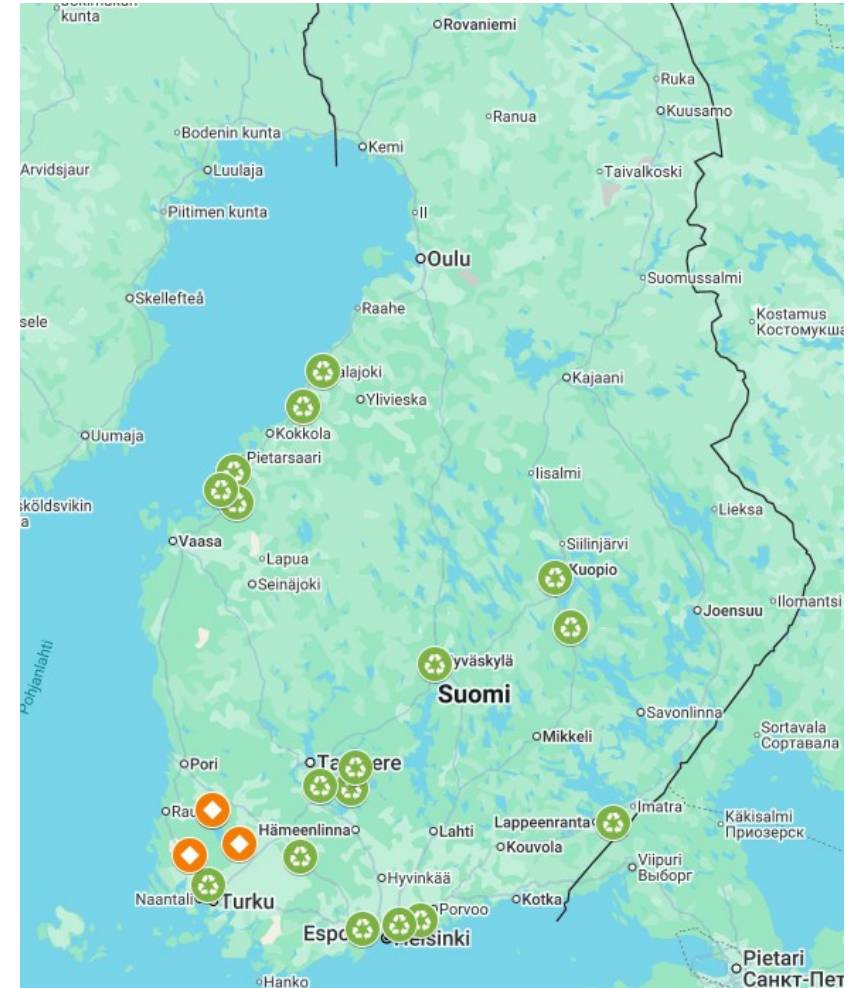 kunta
Rovaniemi
Ruka
Kuusamo
Ranua
Bodenin kunta
Kemi
Arvidsjaur
Luulaja
Taivalkoski
Piitimen kunta
Il
Oulu
Suomussalmi
Skellefteå
Raahe
sele
Kostamus
Костомукша
alajoki
Kajaani
Ylivieska
Uumaja
Kokkola
Pietarsaari
Iisalmi
sköldsvikin
a
Lieksa
Vaasa
Siilinjärvi
Lapua
Kuopio
Seinäjoki
Ilomantsi
Joensuu
Pohjanlahti
yväskylä
Suomi
Savonlinna
Mikkeli
Sortavala
Сортавала
Pori
Ta ere
Rau
Imatra
Hämeenlinna
Lahti
Lappeenranta
Käkisalmi
Приозерск
Kouvola
Viipuri
Выборг
Hyvinkää
Naantali
Turku
Kotka
Porvoo
Espo
Helsinki
Pietari
Санкт-Пет
Hanko